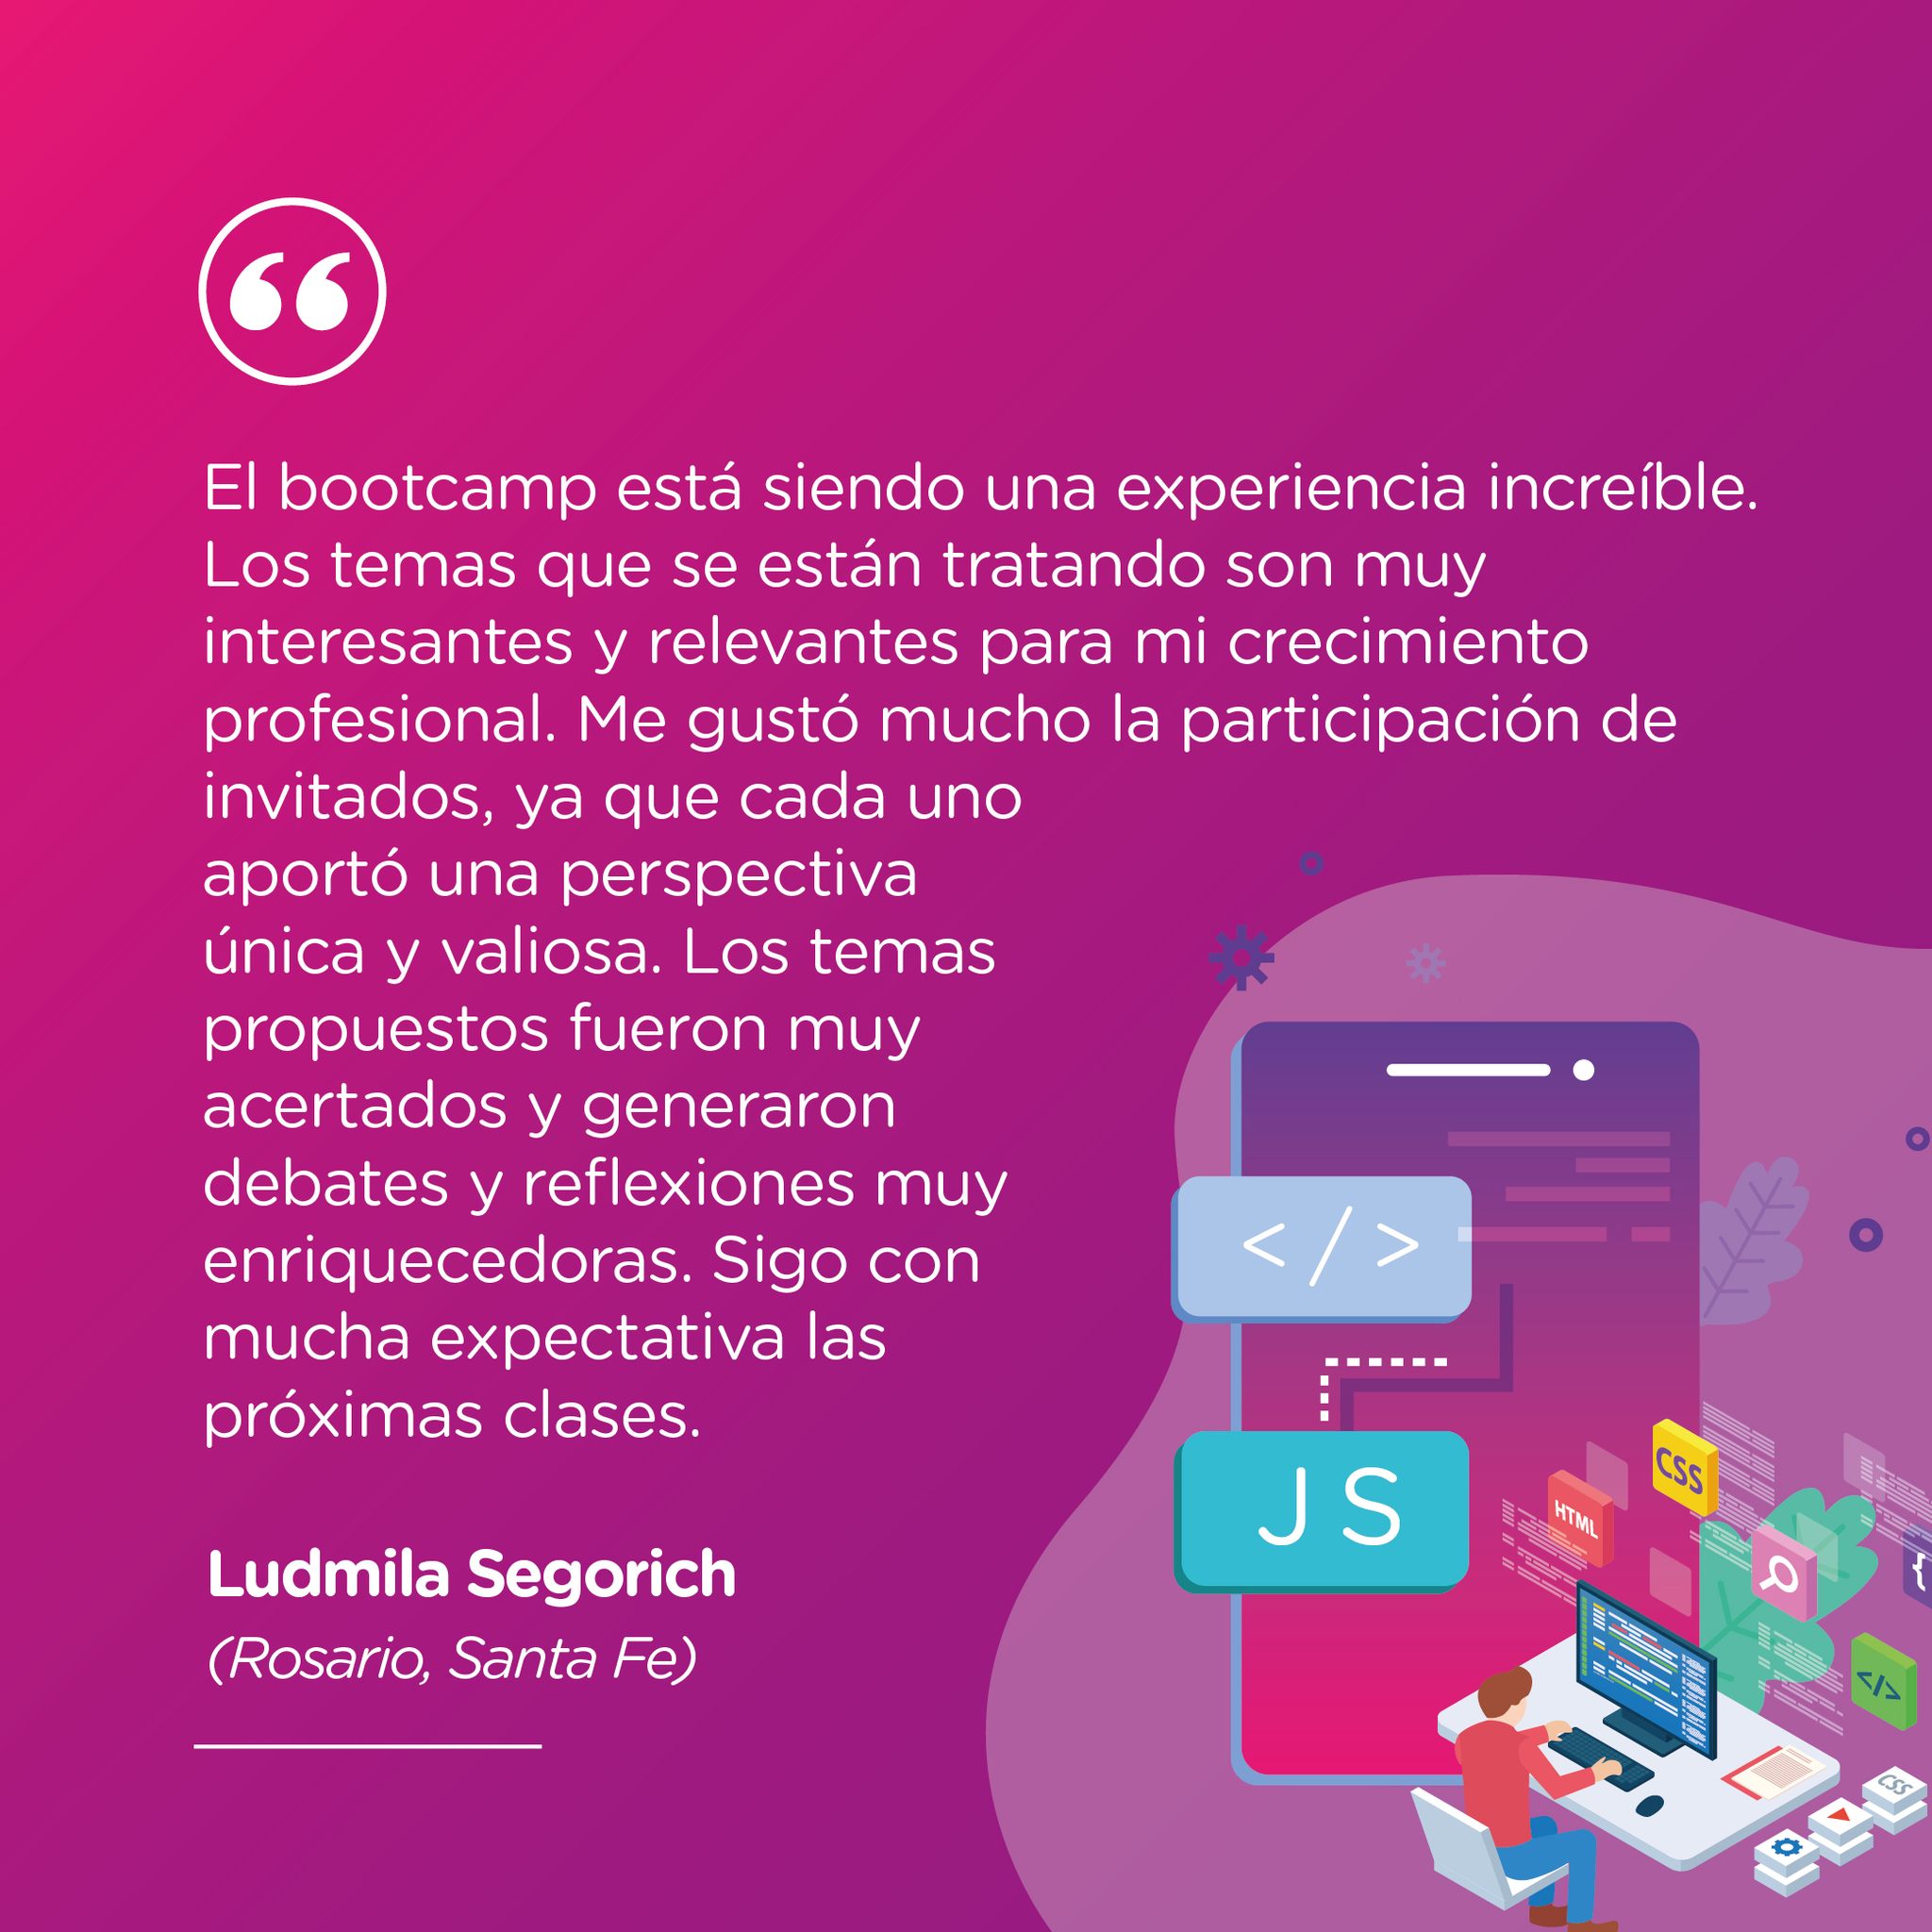 “
El bootcamp está siendo una experiencia increíble.
Los temas que se están tratando son muy
interesantes y relevantes para mi crecimiento
profesional. Me gustó mucho la participación de
invitados, ya que cada uno
aportó una perspectiva
única y valiosa. Los temas
propuestos fueron muy
acertados y generaron
debates y reflexiones muy
enriquecedoras. Sigo con
mucha expectativa las
próximas clases.
Ludmila Segorich
(Rosario, Santa Fe)
</>
JS
CSS
HTML
{
</>
CSS